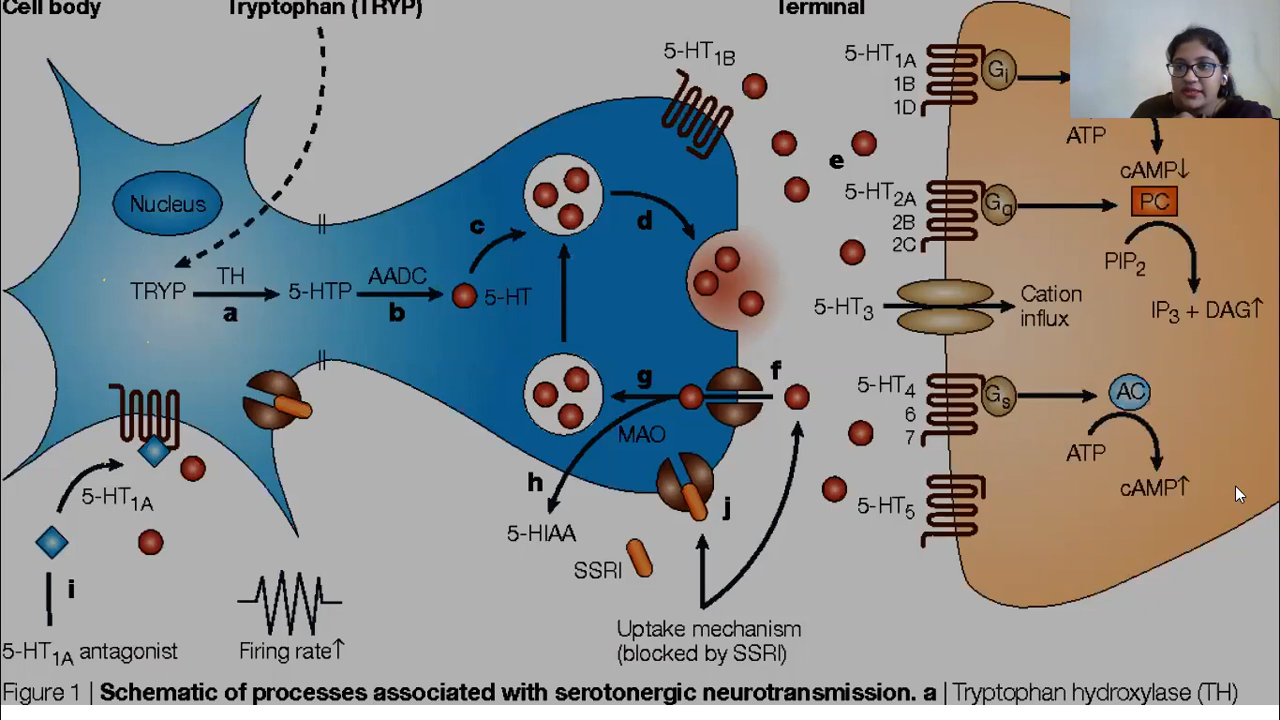 Cell body
Tryptophan (TRYP)
Terminal
5-HT1B
5-HT1A
1B
1D
Gi
ATP
cAMP↓
Nucleus
c
d
e
5-HT2A
2B
2C
Gq
PC
PIP2
IP3 + DAG↑
TRYP
TH
a
5-HTP
AADC
b
5-HT
5-HT3
Cation
influx
g
f
MAO
h
5-HIAA
5-HT4
6
7
Gs
AC
ATP
cAMP↑
5-HT1A
i
5-HT1A antagonist
Firing rate↑
SSRI
j
5-HT5
Uptake mechanism
(blocked by SSRI)
Figure 1 | Schematic of processes associated with serotonergic neurotransmission. a | Tryptophan hydroxylase (TH)